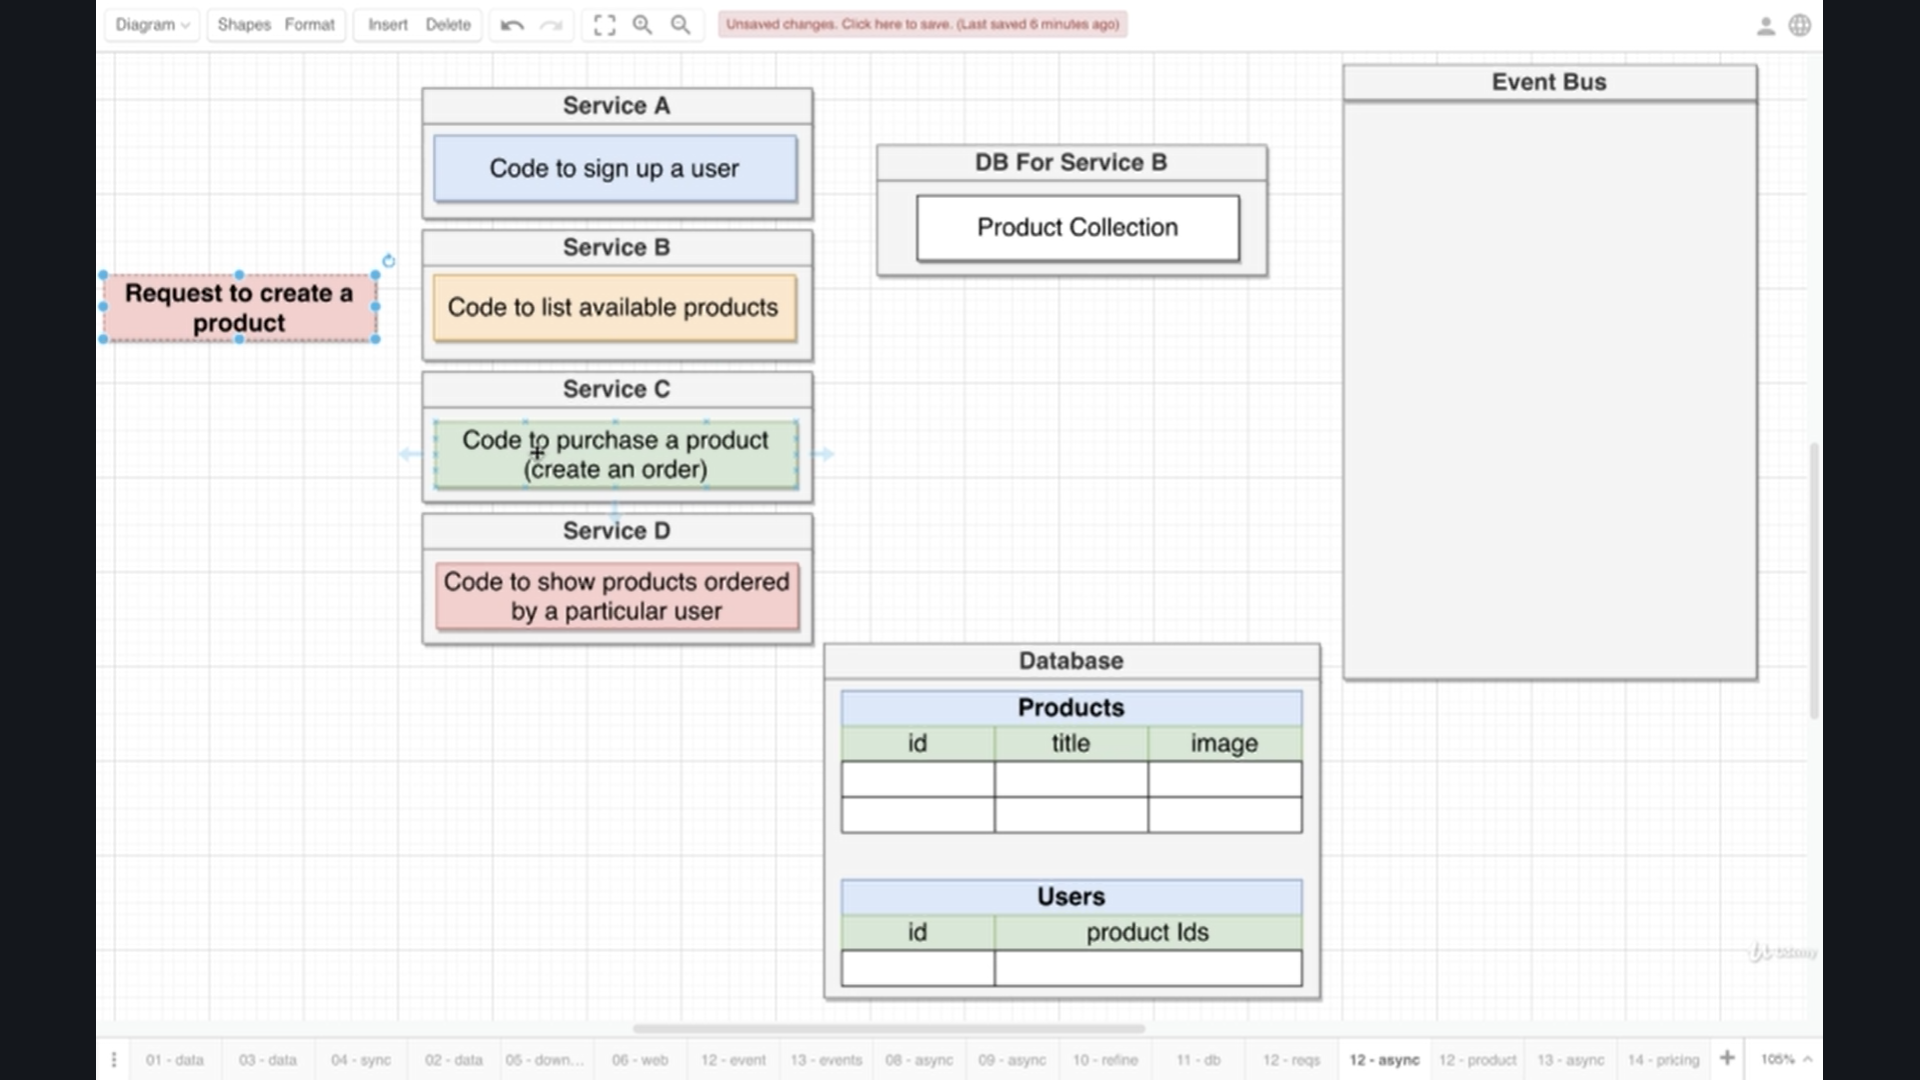 Diagram
Shapes
Format
Insert
Delete
Unsaved changes. Click here to save. (Last saved 6 minutes ago)
Service A
Code to sign up a user
Service B
Code to list available products
Service C
Code to purchase a product
(create an order)
Service D
Code to show products ordered
by a particular user
Request to create a
product
DB For Service B
Product Collection
Event Bus
Database
Products
id title image
Users
id product Ids
Udemy
01 - data
03 - data
04 - sync
02 - data
05 - down...
06 - web
12 - event
13 - events
08 - async
09 - async
10 - refine
11 - db
12 - reqs
12 - async
12 - product
13 - async
14 - pricing
105%